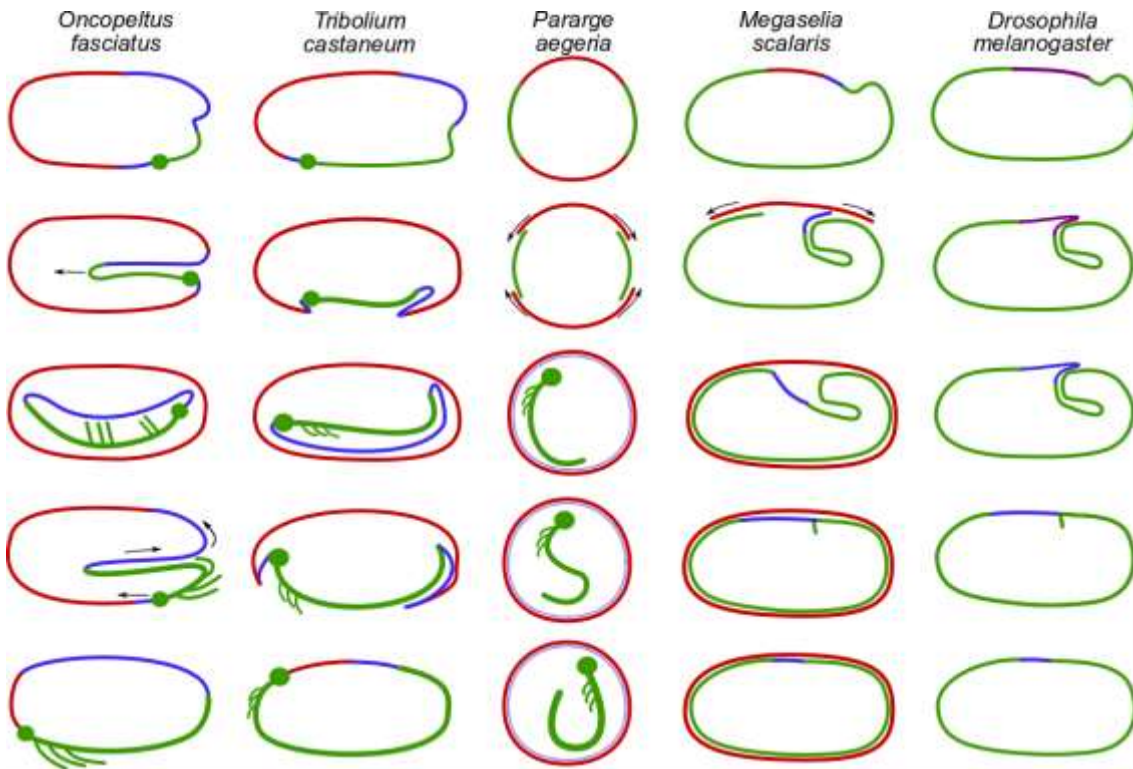 Oncopeltus
fasciatus
Tribolium
castaneum
Pararge
aegeria
Megaselia
scalaris
Drosophila
melanogaster